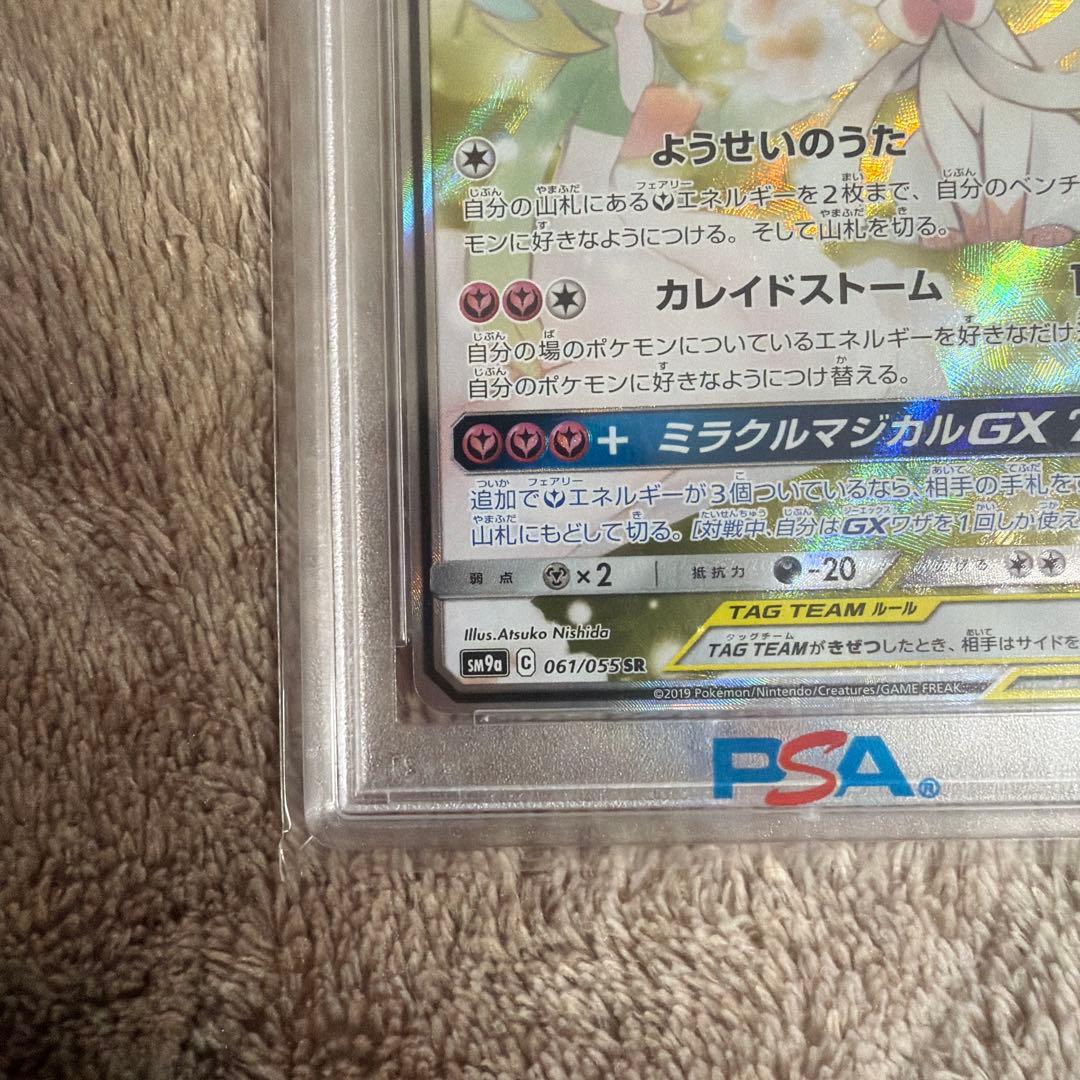 ようせいのうた
自分の山札にあるエネルギーを2枚まで、自分のベンチ
モンに好きなようにつける。そして山札を切る。
カレイドストーム
自分の場のポケモンについているエネルギーを好きなだけ
自分のポケモンに好きなようにつけ替える。
+ ミラクルマジカルGX
追加でエネルギーが3個ついているなら、相手の手札を
山札にもどして切る。[対戦中、自分はGXワザを1回しか使え
弱点 ×2 抵抗力 -20 にげる
TAG TEAM ルール
Illus.Atsuko Nishida
TAG TEAMがきぜつしたとき、相手はサイドを
SM9a C 061/055 SR
©2019 Pokémon/Nintendo/Creatures/GAME FREAK.
PSA®